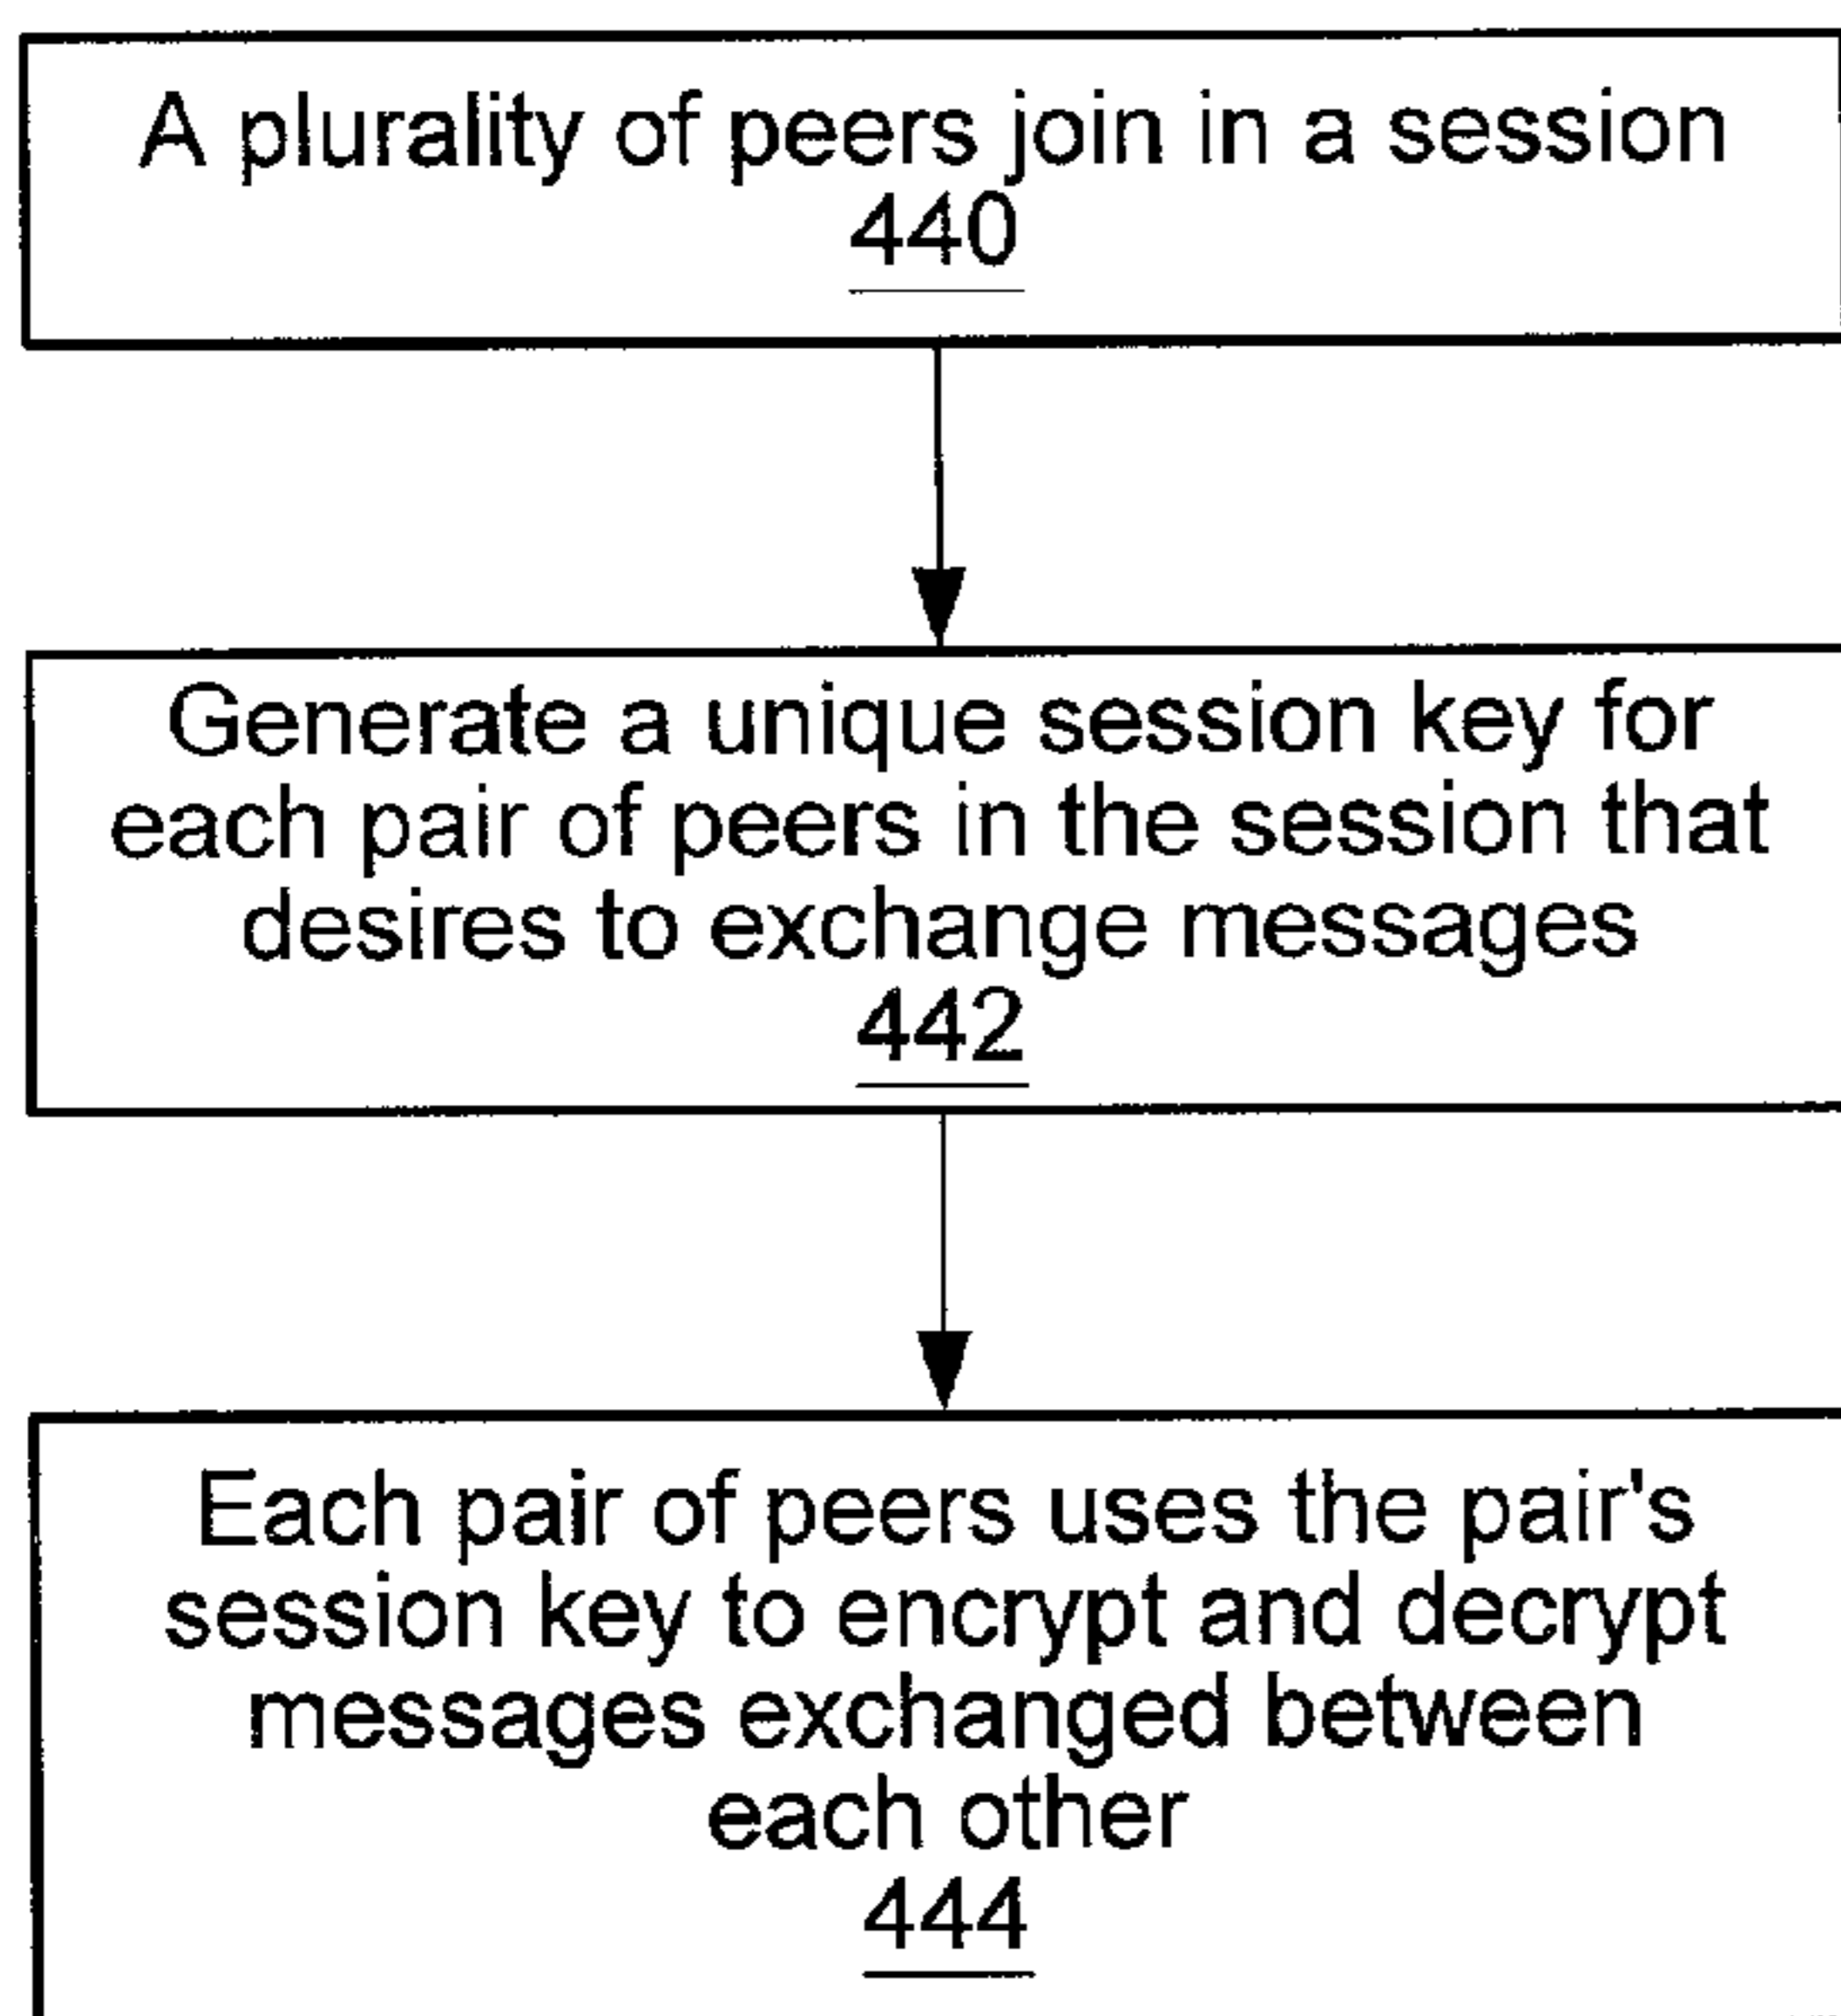 A plurality of peers join in a session
440
Generate a unique session key for
each pair of peers in the session that
desires to exchange messages
442
Each pair of peers uses the pair's
session key to encrypt and decrypt
messages exchanged between
each other
444